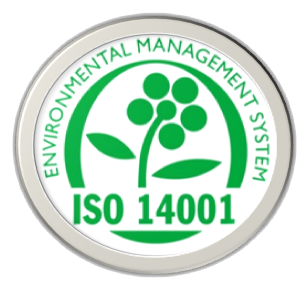 ENVIRONMENTAL MANAGEMENT SYSTEM
ISO 14001